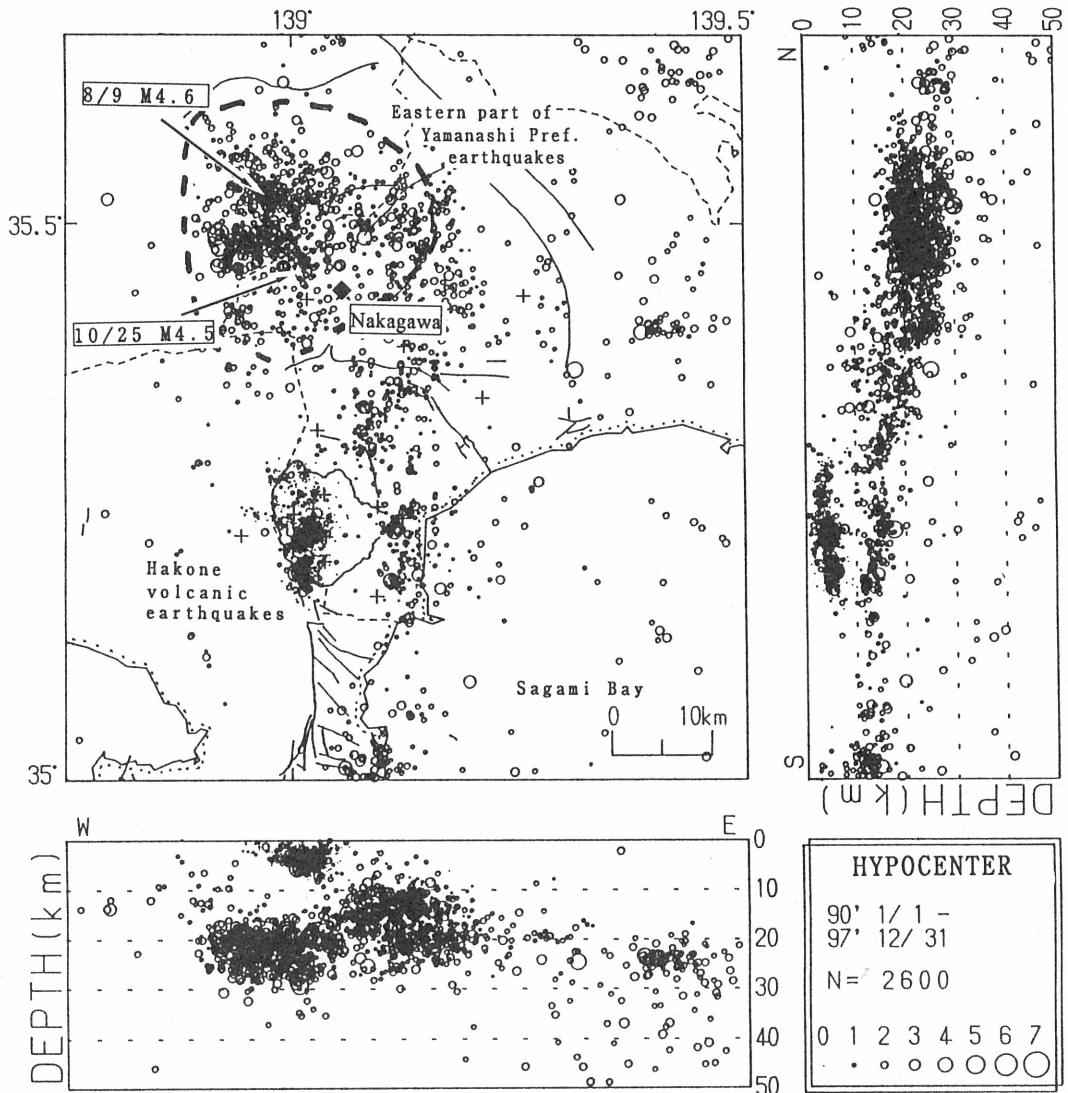 139°
139.5°
8/9 M4.6
Eastern part of
Yamanashi Pref.
earthquakes
35.5°
10/25 M4.5
Nakagawa
Hakone
volcanic
earthquakes
Sagami Bay
0 10km
35°
0 10 20 30 40 50
N
S
DEPTH(km)
W E
0
10
20
30
40
50
DEPTH(km)
HYPOCENTER
90' 1/ 1 -
97' 12/ 31
N= 2600
0 1 2 3 4 5 6 7